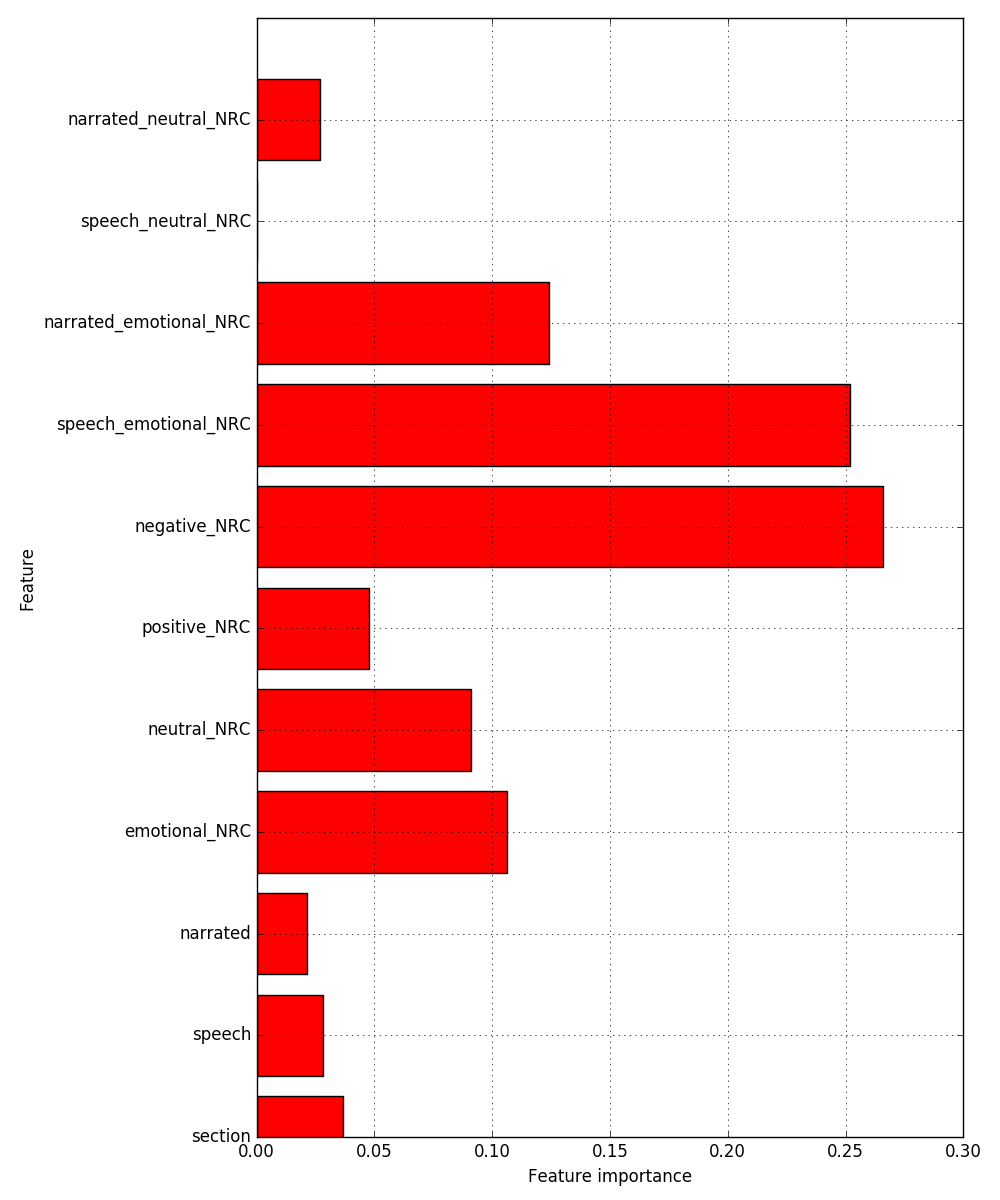 narrated_neutral_NRC
speech_neutral_NRC
narrated_emotional_NRC
speech_emotional_NRC
negative_NRC
Feature
positive_NRC
neutral_NRC
emotional_NRC
narrated
speech
section
0.00 0.05 0.10 0.15 0.20 0.25 0.30
Feature importance